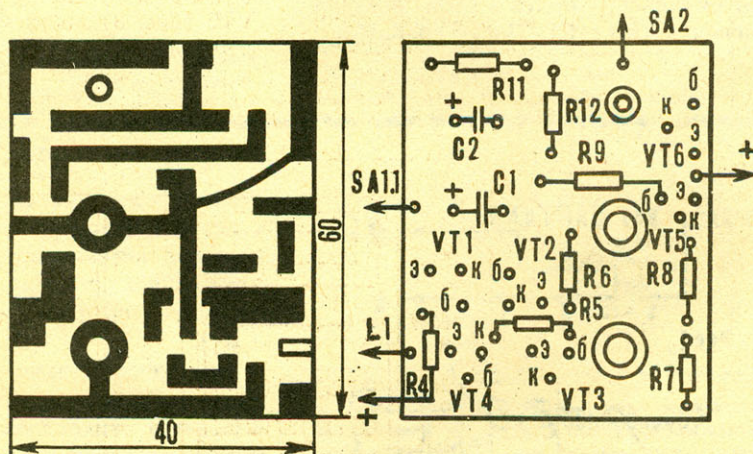 SA2
+ R11 R12 б
к
+ C2 R9 э
VT6 +
SA1.1 + C1 б э
к
VT1 VT2 VT5
э к б э R6 R8
60
б к R5
L1 э э б
R4 б к R7
+ VT4 VT3
40